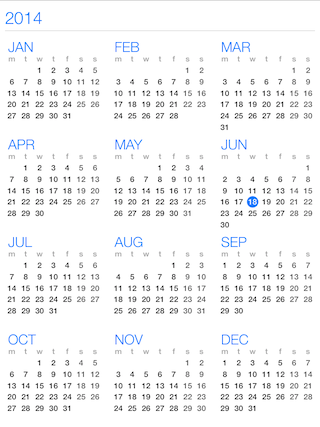 2014
JAN
m t w t f s s
1 2 3 4 5
6 7 8 9 10 11 12
13 14 15 16 17 18 19
20 21 22 23 24 25 26
27 28 29 30 31
FEB
m t w t f s s
1 2
3 4 5 6 7 8 9
10 11 12 13 14 15 16
17 18 19 20 21 22 23
24 25 26 27 28
MAR
m t w t f s s
1 2
3 4 5 6 7 8 9
10 11 12 13 14 15 16
17 18 19 20 21 22 23
24 25 26 27 28 29 30
31
APR
m t w t f s s
1 2 3 4 5 6
7 8 9 10 11 12 13
14 15 16 17 18 19 20
21 22 23 24 25 26 27
28 29 30
MAY
m t w t f s s
1 2 3 4
5 6 7 8 9 10 11
12 13 14 15 16 17 18
19 20 21 22 23 24 25
26 27 28 29 30 31
JUN
m t w t f s s
1
2 3 4 5 6 7 8
9 10 11 12 13 14 15
16 17 18 19 20 21 22
23 24 25 26 27 28 29
30
JUL
m t w t f s s
1 2 3 4 5 6
7 8 9 10 11 12 13
14 15 16 17 18 19 20
21 22 23 24 25 26 27
28 29 30 31
AUG
m t w t f s s
1 2 3
4 5 6 7 8 9 10
11 12 13 14 15 16 17
18 19 20 21 22 23 24
25 26 27 28 29 30 31
SEP
m t w t f s s
1 2 3 4 5 6 7
8 9 10 11 12 13 14
15 16 17 18 19 20 21
22 23 24 25 26 27 28
29 30
OCT
m t w t f s s
1 2 3 4 5
6 7 8 9 10 11 12
13 14 15 16 17 18 19
20 21 22 23 24 25 26
27 28 29 30 31
NOV
m t w t f s s
1 2
3 4 5 6 7 8 9
10 11 12 13 14 15 16
17 18 19 20 21 22 23
24 25 26 27 28 29 30
DEC
m t w t f s s
1 2 3 4 5 6 7
8 9 10 11 12 13 14
15 16 17 18 19 20 21
22 23 24 25 26 27 28
29 30 31